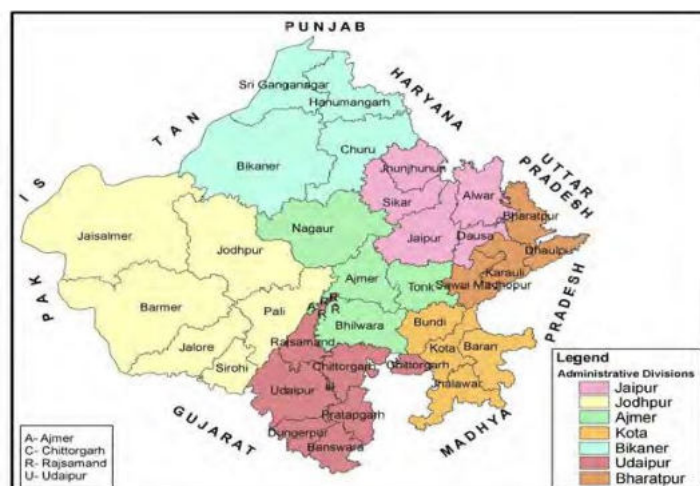 PUNJAB
HARYANA
UTTAR
PRADESH
PRADESH
MADHYA
GUJARAT
PAK IS TAN
Sri Ganganagar
Hanumangarh
Bikaner
Churu
Jhunjhunun
Sikar
Alwar
Jaipur
Dausa
Bharatpur
Dhaulpur
Karauli
Sawai Madhopur
Nagaur
Jaisalmer
Jodhpur
Ajmer
Tonk
Barmer
Pali
Bhilwara
Bundi
Kota
Baran
Jhalawar
Jalore
Sirohi
A
R
R
R
R
Rajsamand
Chittorgarh
Chittorgarh
Udaipur
Pratapgarh
Dungerpur
Banswara
A- Ajmer
C- Chittorgarh
R- Rajsamand
U- Udaipur
Legend
Administrative Divisions
Jaipur
Jodhpur
Ajmer
Kota
Bikaner
Udaipur
Bharatpur